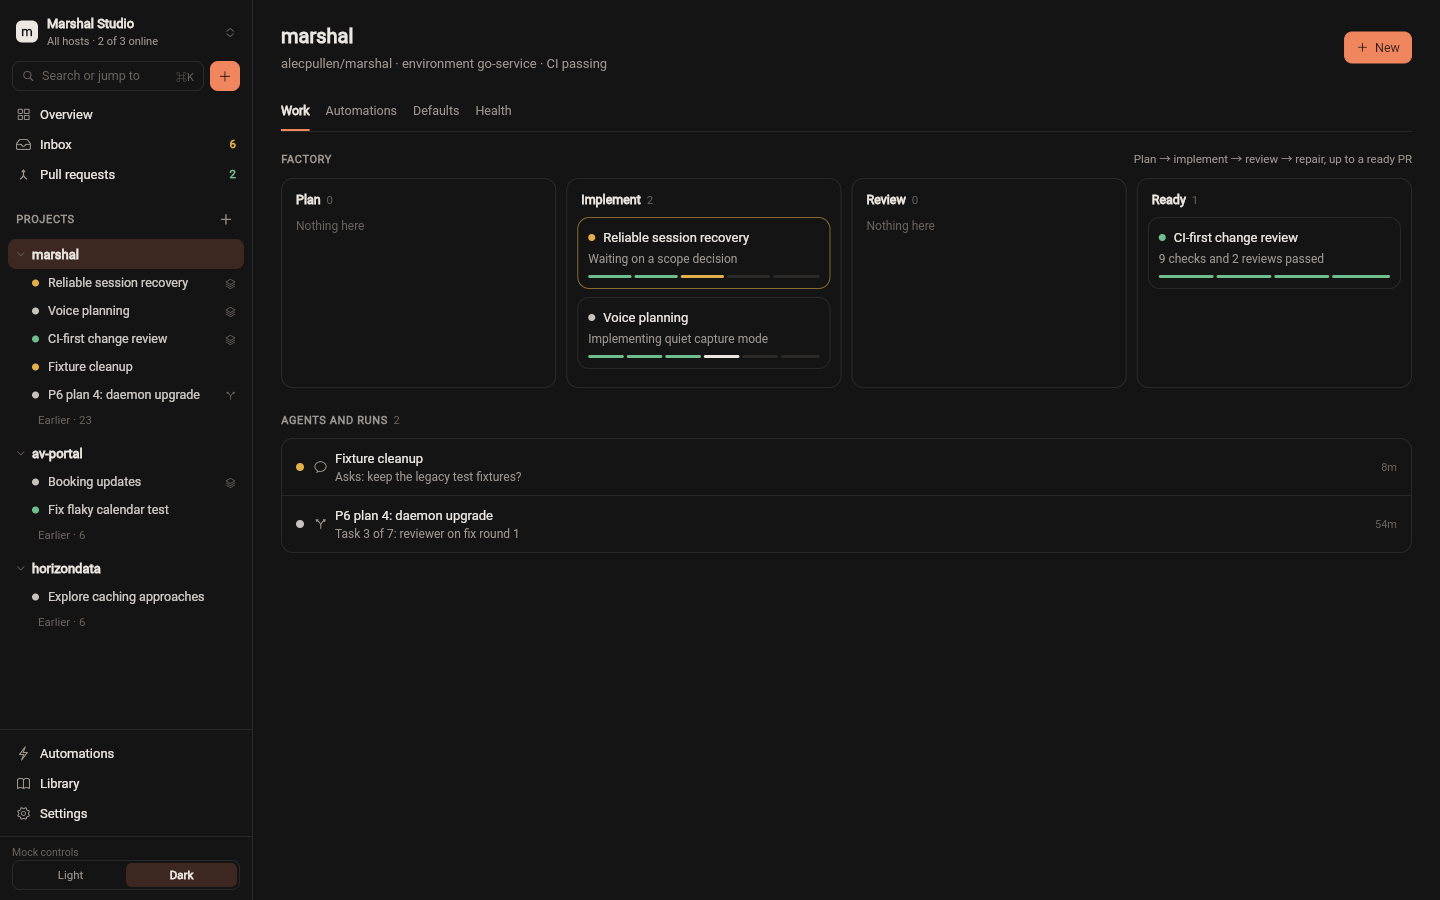 m
Marshal Studio
All hosts · 2 of 3 online
Search or jump to ⌘K
Overview
Inbox 6
Pull requests 2
PROJECTS
marshal
Reliable session recovery
Voice planning
CI-first change review
Fixture cleanup
P6 plan 4: daemon upgrade
Earlier · 23
av-portal
Booking updates
Fix flaky calendar test
Earlier · 6
horizondata
Explore caching approaches
Earlier · 6
Automations
Library
Settings
Mock controls
Light Dark
marshal
alecpullen/marshal · environment go-service · CI passing
New
Work Automations Defaults Health
FACTORY
Plan → implement → review → repair, up to a ready PR
Plan 0
Nothing here
Implement 2
Reliable session recovery
Waiting on a scope decision
Voice planning
Implementing quiet capture mode
Review 0
Nothing here
Ready 1
CI-first change review
9 checks and 2 reviews passed
AGENTS AND RUNS 2
Fixture cleanup
Asks: keep the legacy test fixtures?
8m
P6 plan 4: daemon upgrade
Task 3 of 7: reviewer on fix round 1
54m